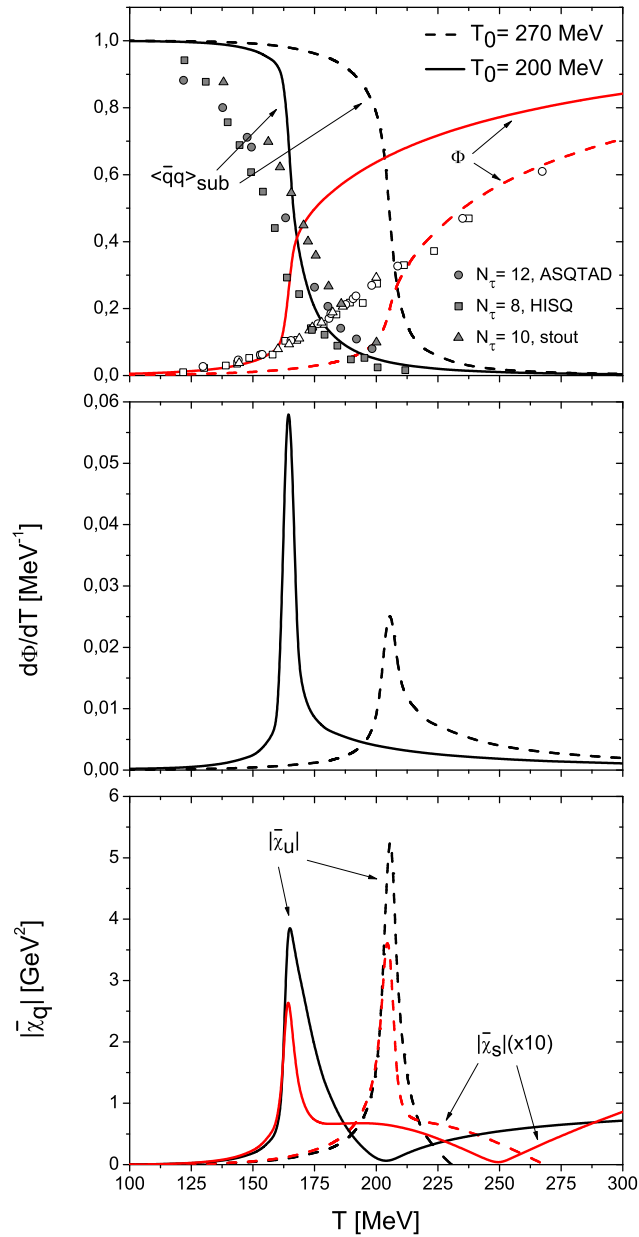 T₀= 270 MeV
T₀= 200 MeV
1,0
0,8
0,6
0,4
0,2
0,0
<q̄q>sub
Φ
N_τ= 12, ASQTAD
N_τ= 8, HISQ
N_τ= 10, stout
0,06
0,05
0,04
0,03
0,02
0,01
0,00
dΦ/dT [MeV⁻¹]
6
5
4
3
2
1
0
|χ̄_q| [GeV²]
|χ̄_u|
|χ̄_s|(x10)
100 125 150 175 200 225 250 275 300
T [MeV]